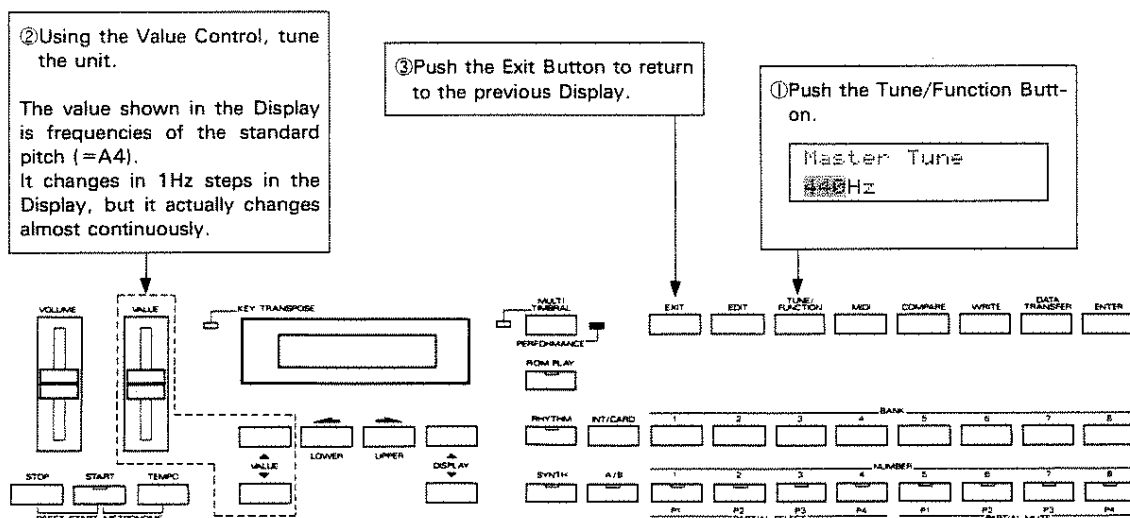 ②Using the Value Control, tune
the unit.
The value shown in the Display
is frequencies of the standard
pitch (=A4).
It changes in 1Hz steps in the
Display, but it actually changes
almost continuously.
③Push the Exit Button to return
to the previous Display.
①Push the Tune/Function Butt-
on.
Master Tune
440Hz
VOLUME VALUE KEY TRANSPOSE MULTI
TIMBRAL
PERFORMANCE
EXIT EDIT TUNE/
FUNCTION MIDI COMPARE WRITE DATA
TRANSFER ENTER
ROM PLAY
RHYTHM INT/CARD
BANK
1 2 3 4 5 6 7 8
LOWER UPPER
VALUE DISPLAY
SYNTH A/B
NUMBER
1 2 3 4 5 6 7 8
STOP START TEMPO
P1 P2 P3 P4 P1 P2 P3 P4
PARTIAL SELECT PARTIAL MUTE